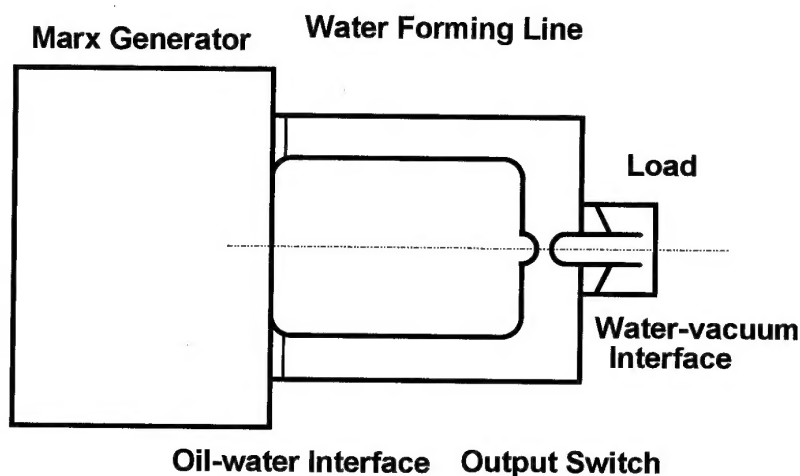 Marx Generator
Water Forming Line
Load
Water-vacuum
Interface
Oil-water Interface
Output Switch